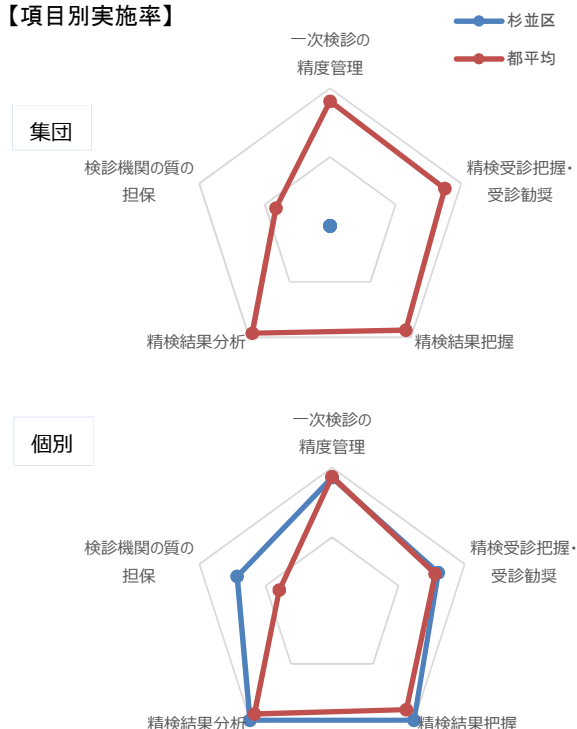 【項目別実施率】
杉並区
都平均
集団
一次検診の
精度管理
精検受診把握・
受診勧奨
精検結果把握
精検結果分析
検診機関の質の
担保
個別
一次検診の
精度管理
精検受診把握・
受診勧奨
精検結果把握
精検結果分析
検診機関の質の
担保